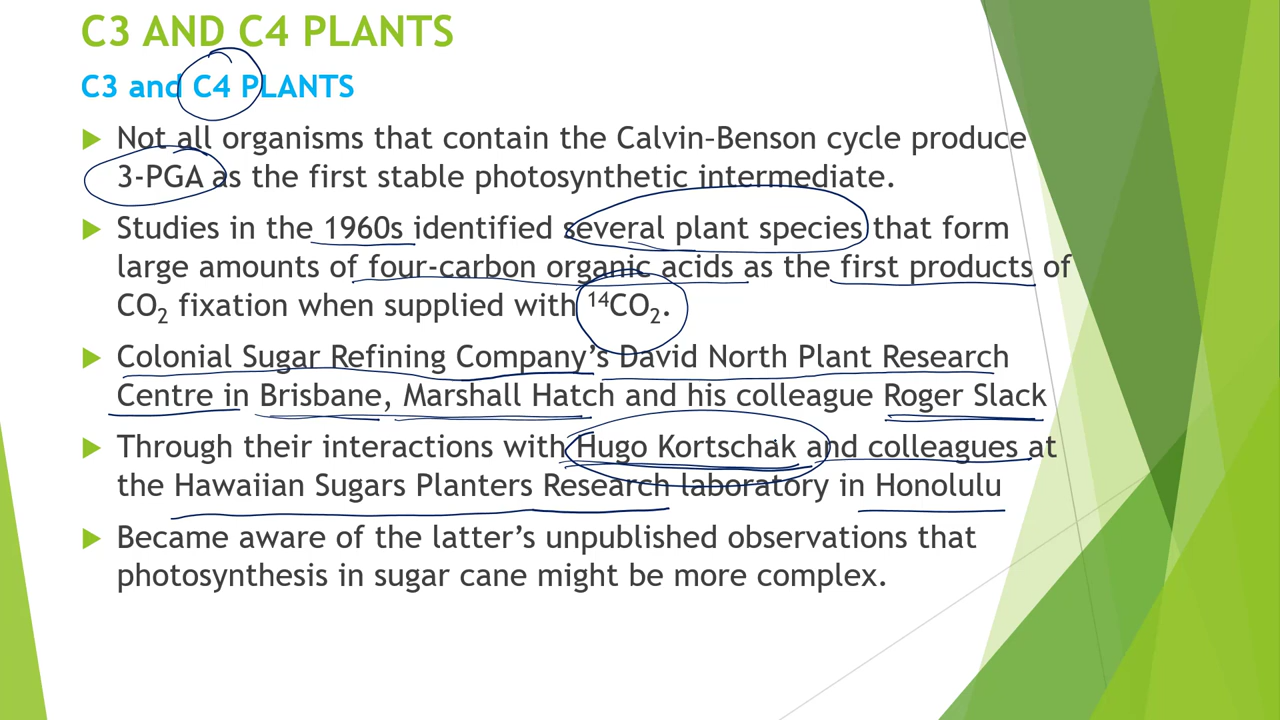 C3 AND C4 PLANTS
C3 and C4 PLANTS
Not all organisms that contain the Calvin–Benson cycle produce
3-PGA as the first stable photosynthetic intermediate.
Studies in the 1960s identified several plant species that form
large amounts of four-carbon organic acids as the first products of
CO₂ fixation when supplied with ¹⁴CO₂.
Colonial Sugar Refining Company’s David North Plant Research
Centre in Brisbane, Marshall Hatch and his colleague Roger Slack
Through their interactions with Hugo Kortschak and colleagues at
the Hawaiian Sugars Planters Research laboratory in Honolulu
Became aware of the latter’s unpublished observations that
photosynthesis in sugar cane might be more complex.